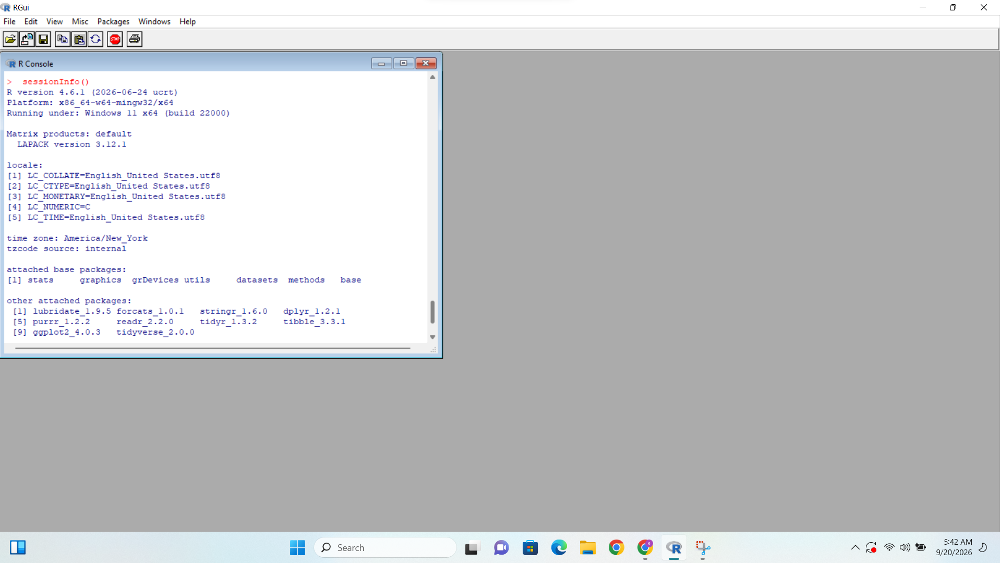 RGui
File Edit View Misc Packages Windows Help
STOP
R Console
>  sessionInfo()
R version 4.6.1 (2026-06-24 ucrt)
Platform: x86_64-w64-mingw32/x64
Running under: Windows 11 x64 (build 22000)
Matrix products: default
  LAPACK version 3.12.1
locale:
[1] LC_COLLATE=English_United States.utf8
[2] LC_CTYPE=English_United States.utf8
[3] LC_MONETARY=English_United States.utf8
[4] LC_NUMERIC=C
[5] LC_TIME=English_United States.utf8
time zone: America/New_York
tzcode source: internal
attached base packages:
[1] stats     graphics  grDevices utils     datasets  methods   base
other attached packages:
 [1] lubridate_1.9.5 forcats_1.0.1   stringr_1.6.0   dplyr_1.2.1
 [5] purrr_1.2.2     readr_2.2.0     tidyr_1.3.2     tibble_3.3.1
 [9] ggplot2_4.0.3   tidyverse_2.0.0
Search
5:42 AM
9/20/2026